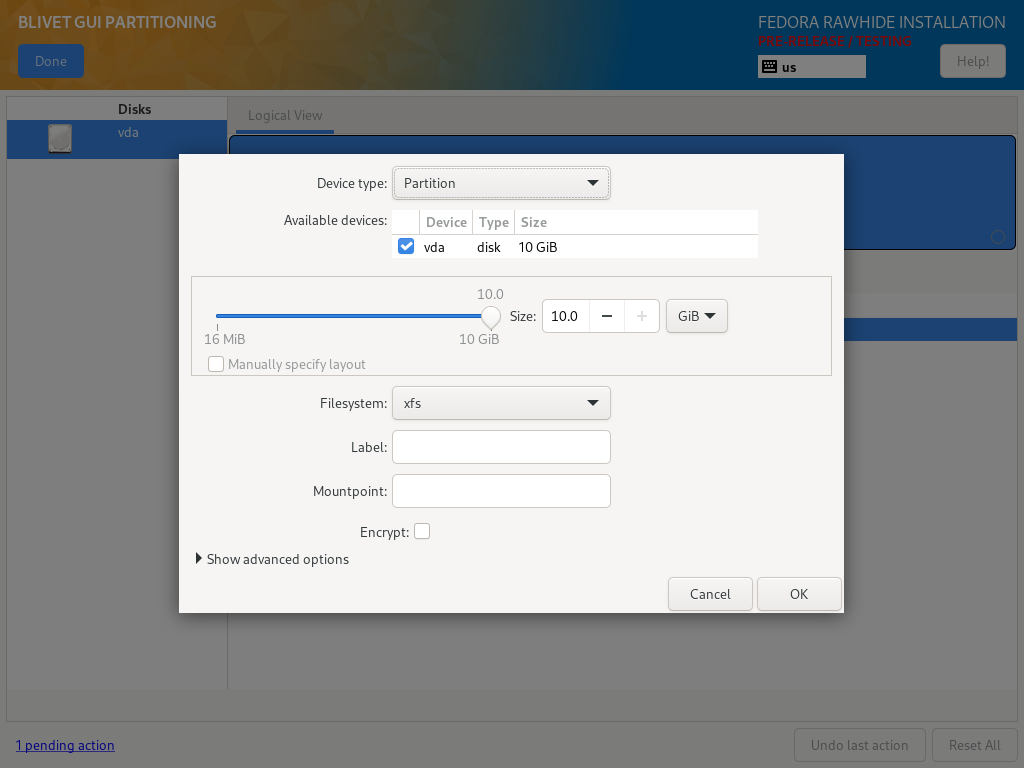 BLIVET GUI PARTITIONING
FEDORA RAWHIDE INSTALLATION
PRE-RELEASE / TESTING
Done
us
Help!
Disks
vda
Logical View
Device type: Partition
Available devices:
Device Type Size
vda disk 10 GiB
10.0
Size: 10.0 GiB
16 MiB 10 GiB
Manually specify layout
Filesystem: xfs
Label:
Mountpoint:
Encrypt:
Show advanced options
Cancel OK
1 pending action
Undo last action Reset All